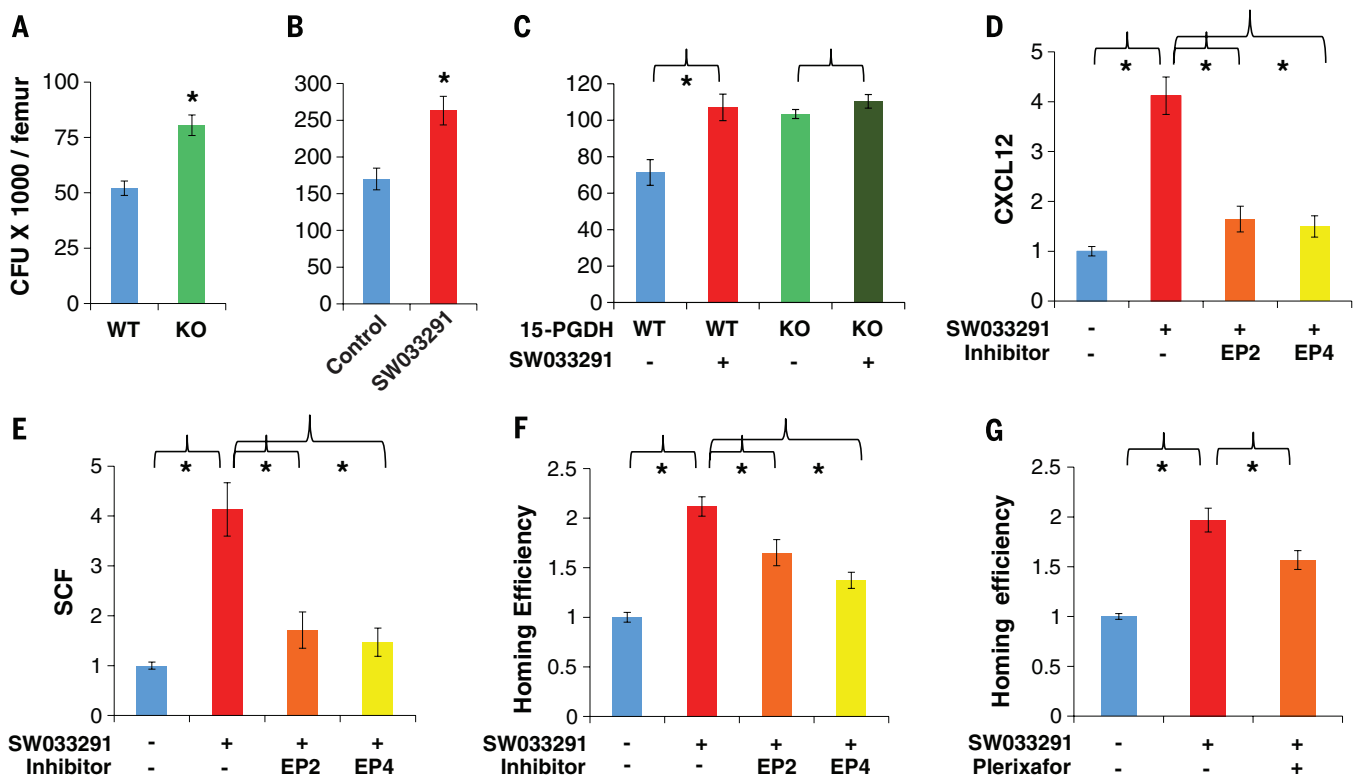 A
CFU X 1000 / femur
100
75
50
25
0
*
WT KO
B
300
250
200
150
100
50
0
*
Control SW033291
C
120
100
80
60
40
20
0
*
15-PGDH WT WT KO KO
SW033291 - + - +
D
CXCL12
5
4
3
2
1
0
* * *
SW033291 - + + +
Inhibitor - - EP2 EP4
E
SCF
5
4
3
2
1
0
* * *
SW033291 - + + +
Inhibitor - - EP2 EP4
F
Homing Efficiency
2.5
2
1.5
1
0.5
0
* * *
SW033291 - + + +
Inhibitor - - EP2 EP4
G
Homing efficiency
2.5
2
1.5
1
0.5
0
* *
SW033291 - + +
Plerixafor - - +